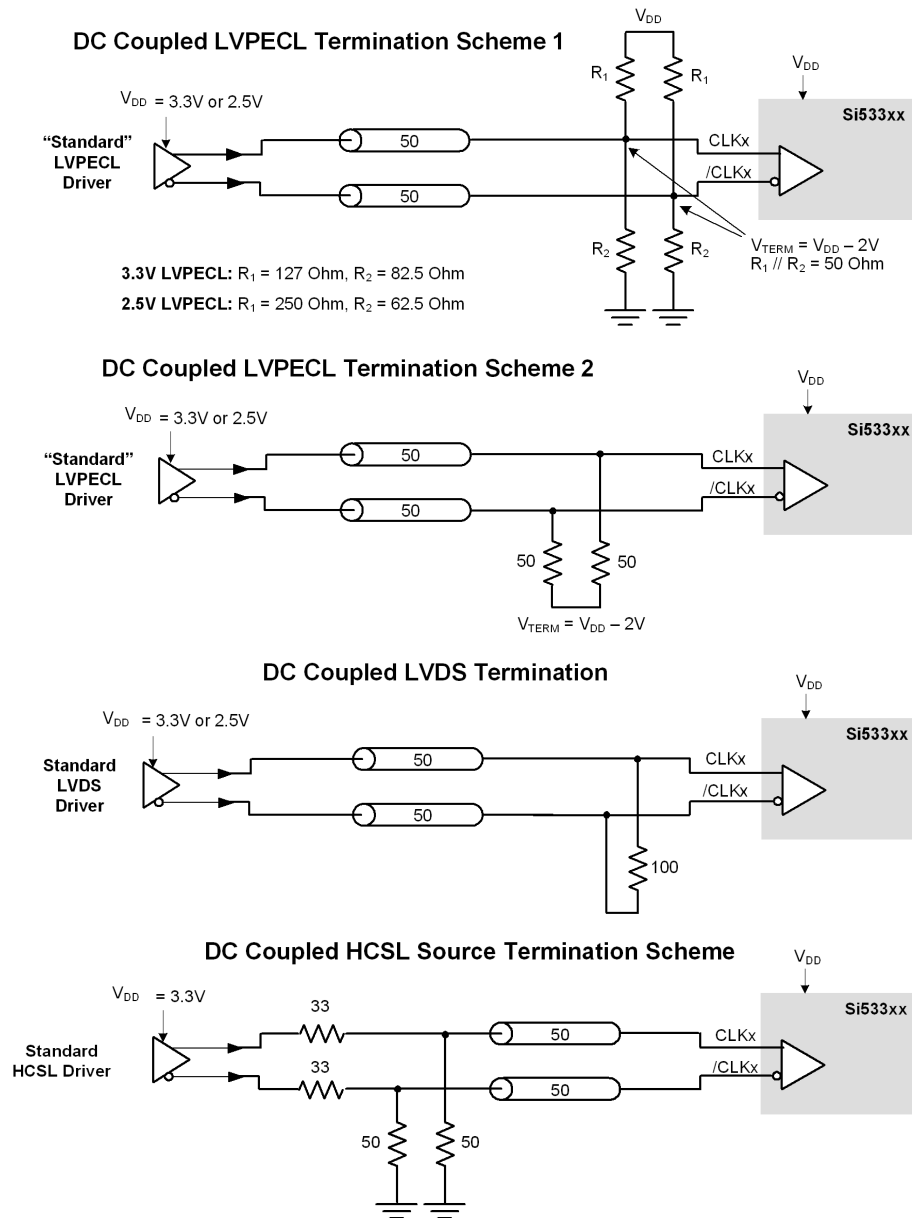 DC Coupled LVPECL Termination Scheme 1
VDD
R1 R1
VDD
VDD = 3.3V or 2.5V
Si533xx
"Standard"
LVPECL
Driver
50
CLKx
50
/CLKx
R2 R2
VTERM = VDD – 2V
R1 // R2 = 50 Ohm
3.3V LVPECL: R1 = 127 Ohm, R2 = 82.5 Ohm
2.5V LVPECL: R1 = 250 Ohm, R2 = 62.5 Ohm
DC Coupled LVPECL Termination Scheme 2
VDD
VDD = 3.3V or 2.5V
Si533xx
"Standard"
LVPECL
Driver
50
CLKx
50
/CLKx
50 50
VTERM = VDD – 2V
DC Coupled LVDS Termination
VDD
VDD = 3.3V or 2.5V
Si533xx
Standard
LVDS
Driver
50
CLKx
50
/CLKx
100
DC Coupled HCSL Source Termination Scheme
VDD
VDD = 3.3V
Si533xx
Standard
HCSL Driver
33
50
CLKx
33
50
/CLKx
50 50